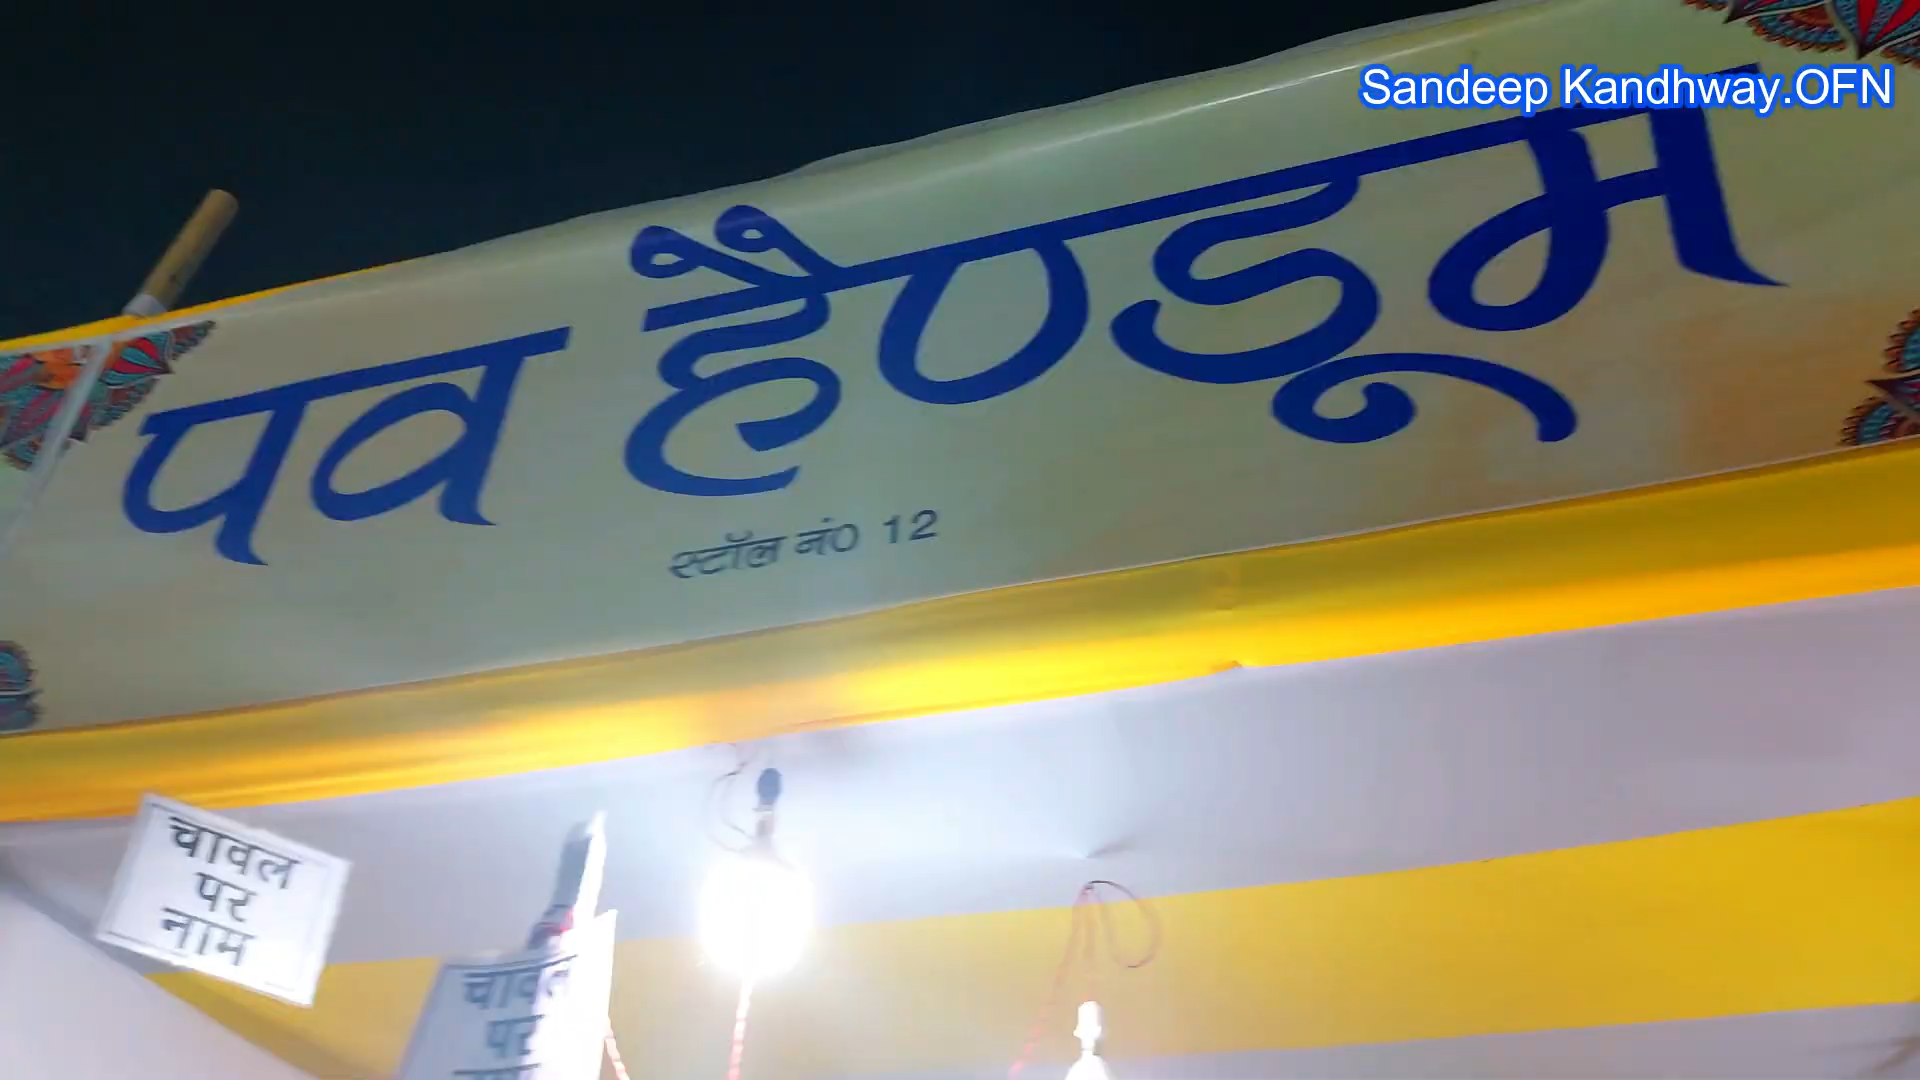 Sandeep Kandhway.OFN
पव हैण्डूम
स्टॉल नं0 12
चावल
पर
नाम
चावल
पर